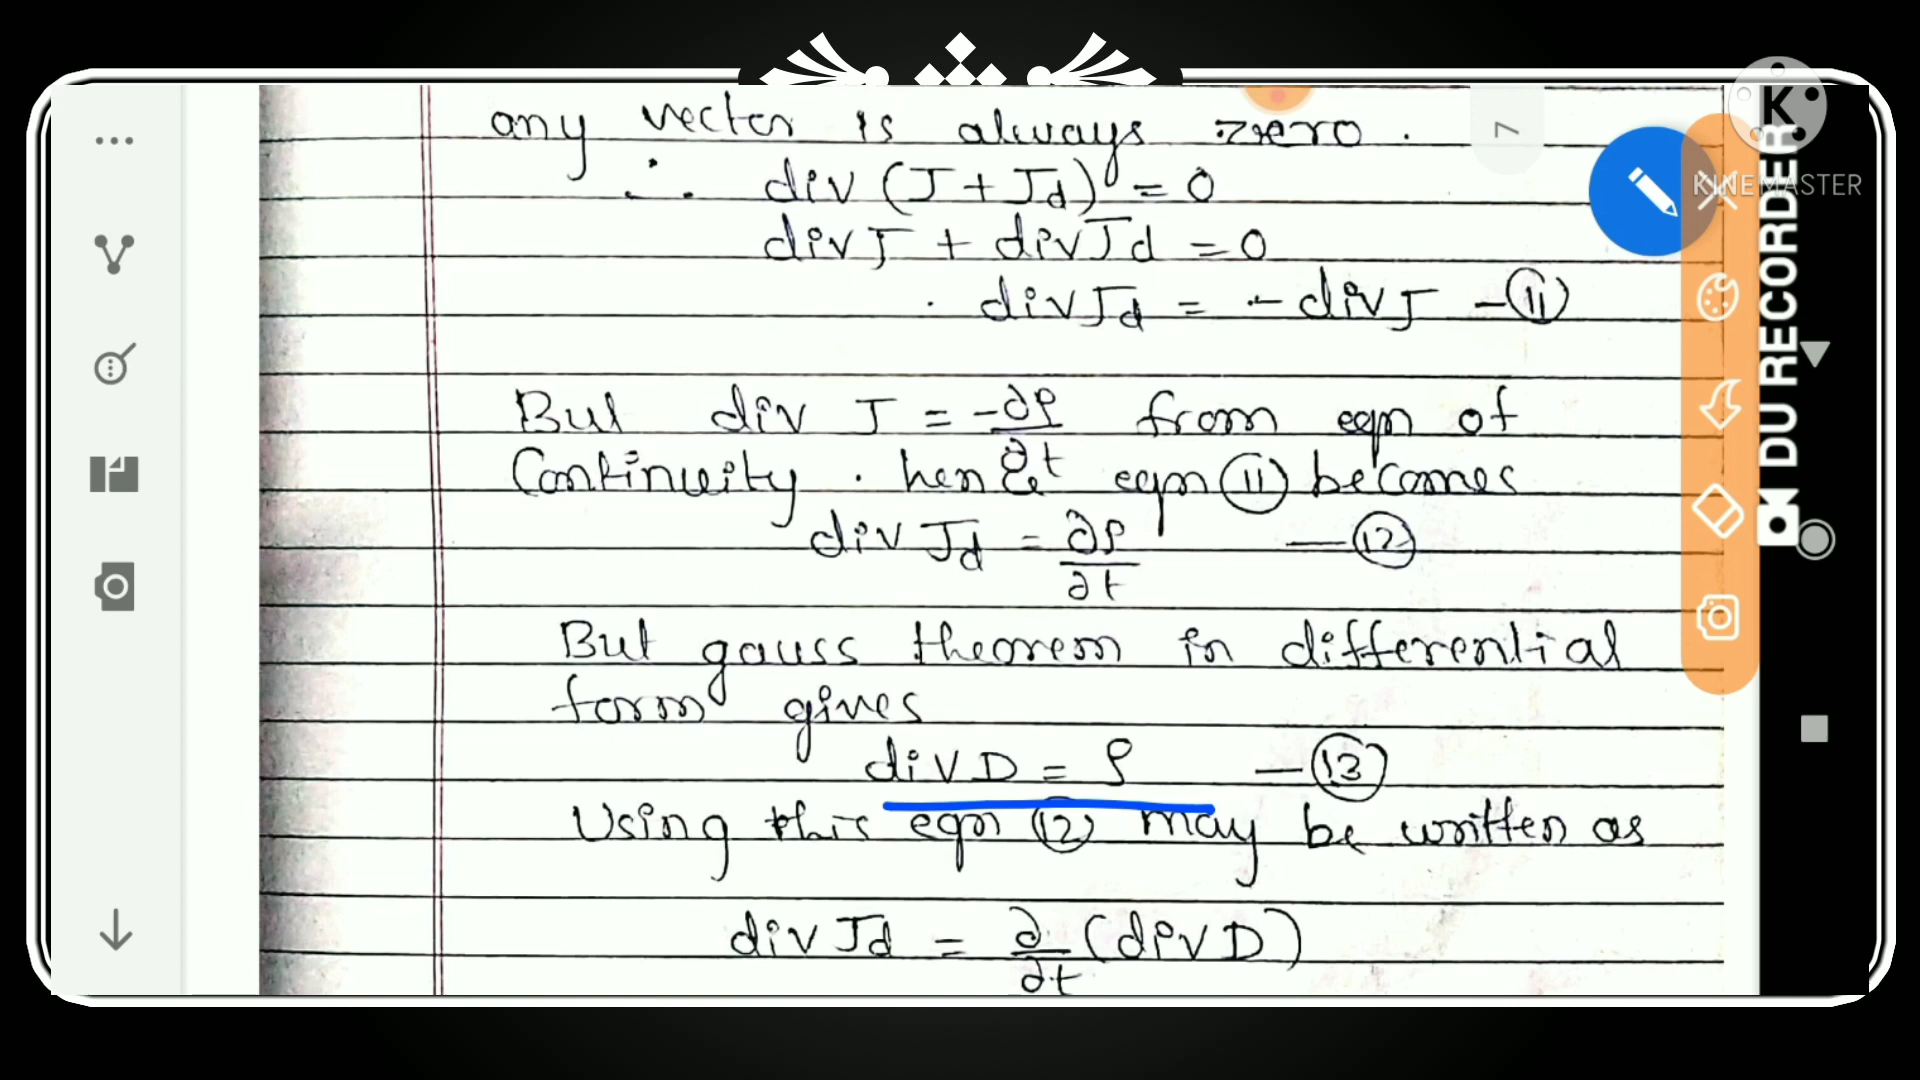 any vector is always zero.
∴ div (J + Jd) = 0
div J + div Jd = 0
div Jd = - div J - (11)
But div J = -∂ρ/∂t from eqn of
Continuity. hence eqn (11) becomes
div Jd = ∂ρ/∂t — (12)
But gauss theorem in differential
form gives
div D = ρ — (13)
Using this eqn (12) may be written as
div Jd = ∂/∂t (div D)
7
K
KINEMASTER
DU RECORDER